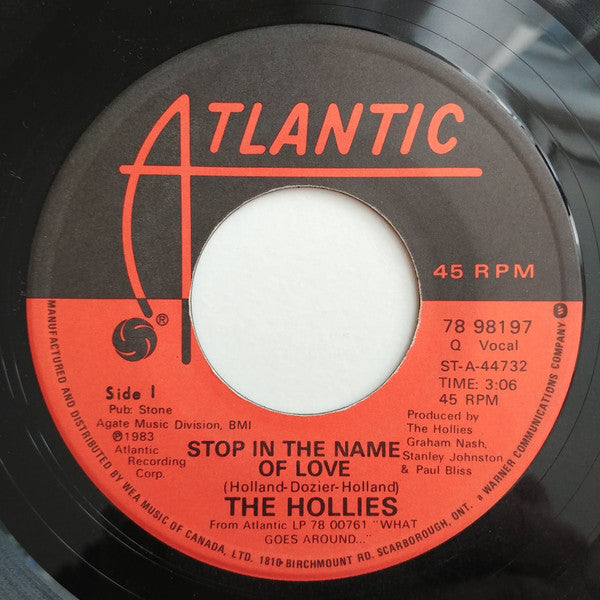 ATLANTIC
®
45 RPM
78 98197
Q Vocal
ST-A-44732
TIME: 3:06
45 RPM
Side 1
Pub: Stone
Agate Music Division, BMI
℗1983
Atlantic
Recording
Corp.
Produced by
The Hollies
Graham Nash,
Stanley Johnston
& Paul Bliss
STOP IN THE NAME
OF LOVE
(Holland-Dozier-Holland)
THE HOLLIES
From Atlantic LP 78 00761 "WHAT
GOES AROUND..."
MANUFACTURED AND DISTRIBUTED BY WEA MUSIC OF CANADA, LTD. 1810 BIRCHMOUNT RD. SCARBOROUGH, ONT. a WARNER COMMUNICATIONS COMPANY